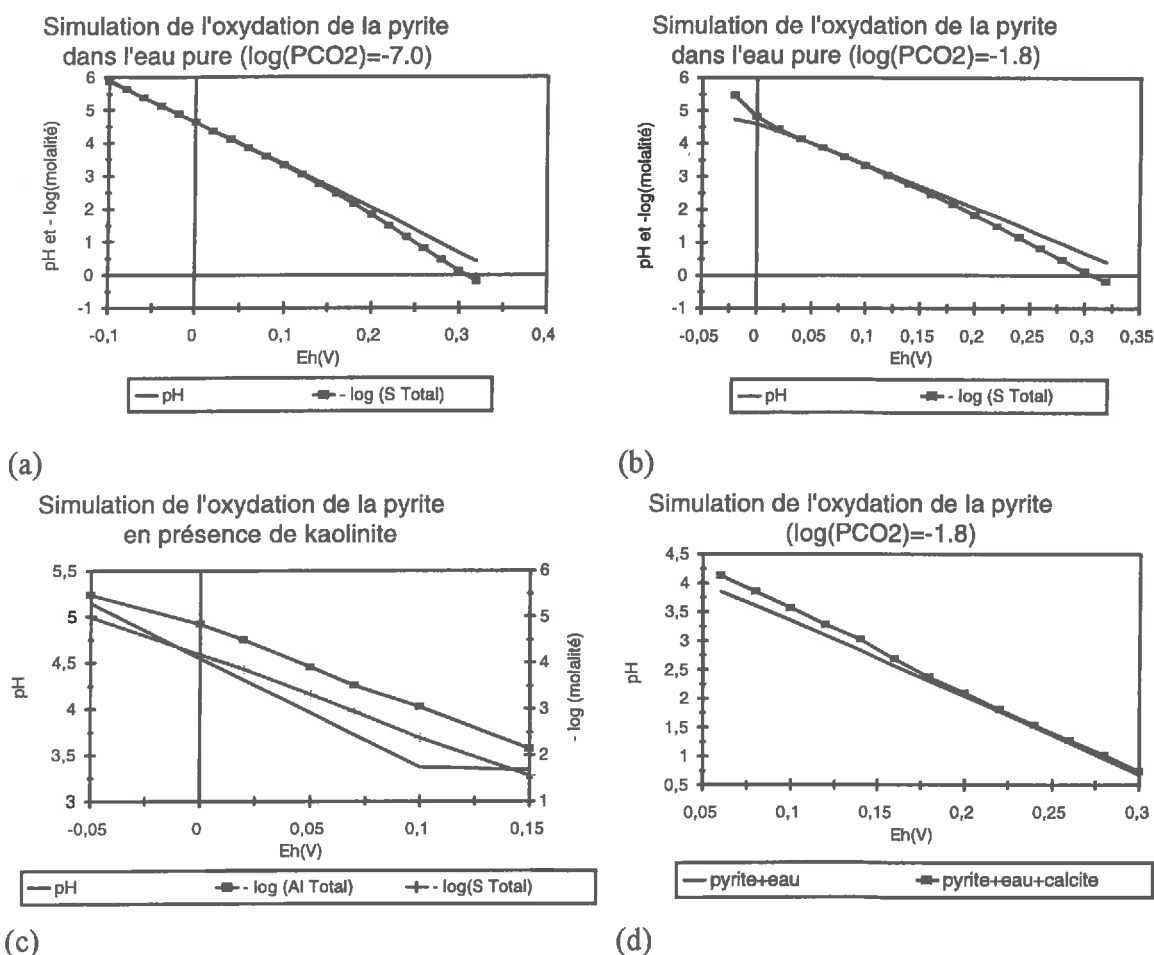 Simulation de l'oxydation de la pyrite
dans l'eau pure (log(PCO2)=-7.0)
pH et - log(molalité)
6
5
4
3
2
1
0
-1
-0,1
0
0,1
0,2
0,3
0,4
Eh(V)
pH
- log (S Total)
(a)
Simulation de l'oxydation de la pyrite
dans l'eau pure (log(PCO2)=-1.8)
pH et -log(molalité)
6
5
4
3
2
1
0
-1
-0,05
0
0,05
0,1
0,15
0,2
0,25
0,3
0,35
Eh(V)
pH
- log (S Total)
(b)
Simulation de l'oxydation de la pyrite
en présence de kaolinite
pH
5,5
5
4,5
4
3,5
3
6
5
4
3
2
1
- log (molalité)
-0,05
0
0,05
0,1
0,15
Eh(V)
pH
- log (Al Total)
- log(S Total)
(c)
Simulation de l'oxydation de la pyrite
(log(PCO2)=-1.8)
pH
4,5
4
3,5
3
2,5
2
1,5
1
0,5
0,05
0,1
0,15
0,2
0,25
0,3
Eh(V)
pyrite+eau
pyrite+eau+calcite
(d)